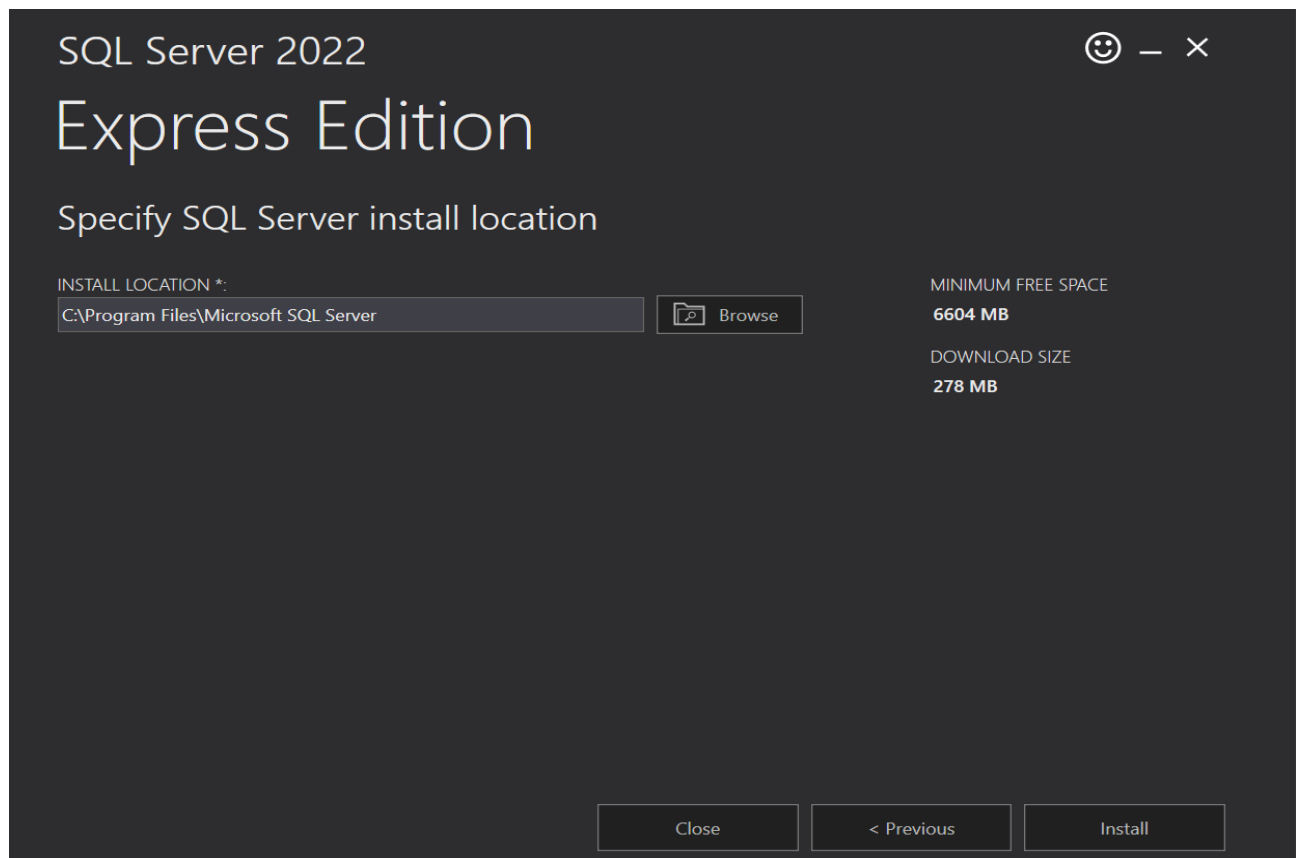 SQL Server 2022
Express Edition
Specify SQL Server install location
INSTALL LOCATION *:
C:\Program Files\Microsoft SQL Server
Browse
MINIMUM FREE SPACE
6604 MB
DOWNLOAD SIZE
278 MB
Close
< Previous
Install